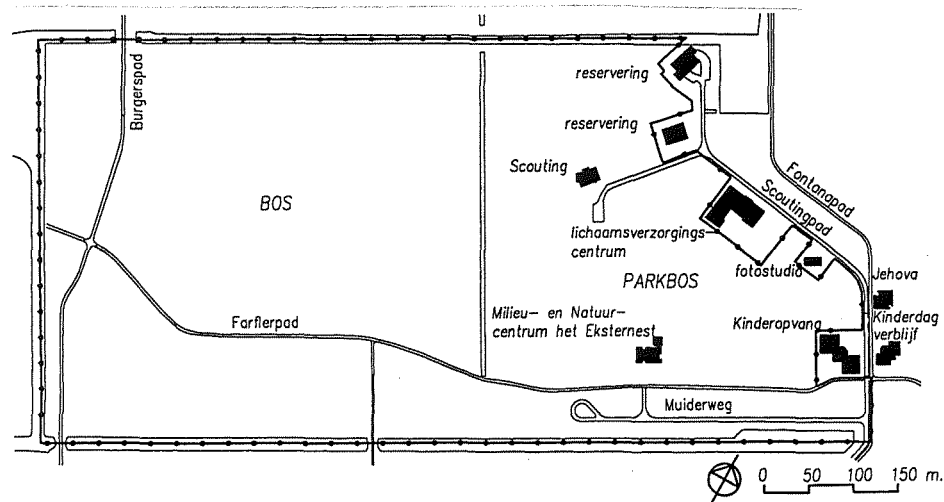 Burgerspad
reservering
reservering
Scouting
BOS
Fontanapad
Scoutingpad
lichaamsverzorgings
centrum
fotostudio
PARKBOS
Jehova
Milieu- en Natuur-
centrum het Eksternest
Kinderopvang
Kinderdag
verblijf
Farflerpad
Muiderweg
0 50 100 150 m.